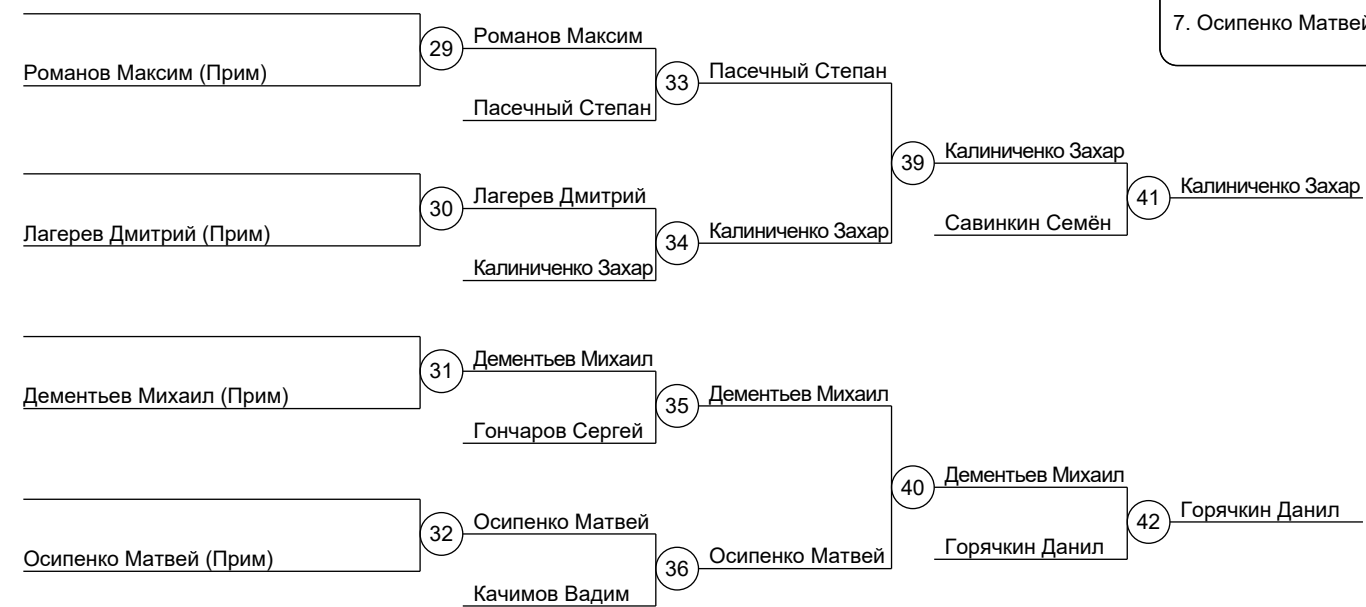 7. Осипенко Матвей
29
Романов Максим
Романов Максим (Прим)
33
Пасечный Степан
Пасечный Степан
39
Калиниченко Захар
30
Лагерев Дмитрий
41
Калиниченко Захар
Лагерев Дмитрий (Прим)
34
Калиниченко Захар
Савинкин Семён
Калиниченко Захар
31
Дементьев Михаил
Дементьев Михаил (Прим)
35
Дементьев Михаил
Гончаров Сергей
40
Дементьев Михаил
32
Осипенко Матвей
42
Горячкин Данил
Осипенко Матвей (Прим)
36
Осипенко Матвей
Горячкин Данил
Качимов Вадим